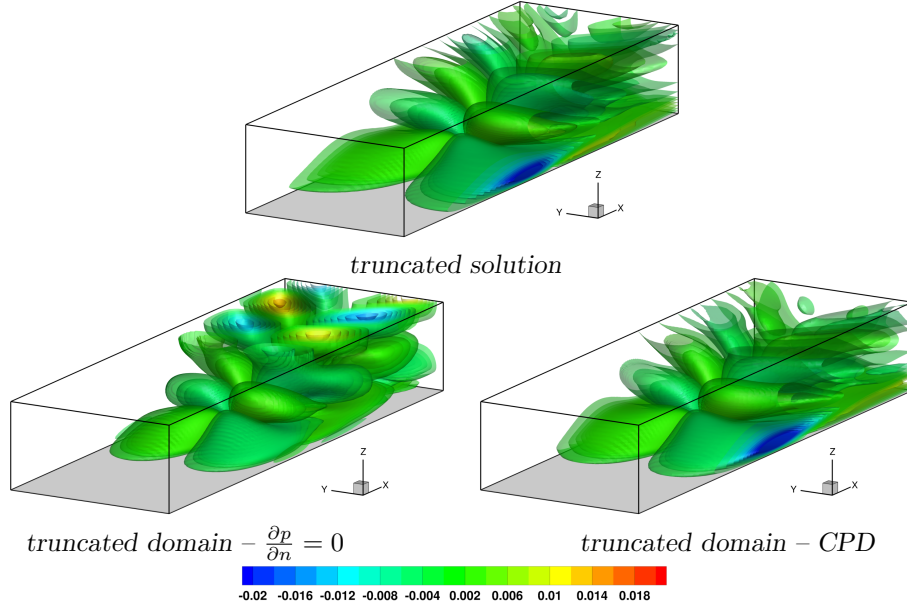 Z
Y
X
truncated solution
Z
Y
X
Z
Y
X
truncated domain – ∂p/∂n = 0
truncated domain – CPD
-0.02 -0.016 -0.012 -0.008 -0.004 0.002 0.006 0.01 0.014 0.018